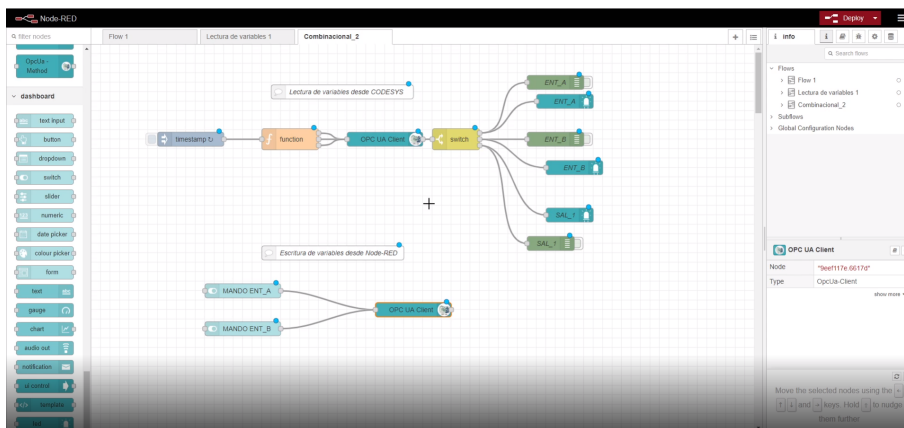 Node-RED
Deploy
filter nodes
Flow 1
Lectura de variables 1
Combinacional_2
info
Search flows
OpcUa -
Method
dashboard
text input
button
dropdown
switch
slider
numeric
date picker
colour picker
form
text
gauge
chart
audio out
notification
ui control
template
Lectura de variables desde CODESYS
timestamp ↻
function
OPC UA Client
switch
ENT_A
ENT_A
ENT_B
ENT_B
SAL_1
SAL_1
Escritura de variables desde Node-RED
MANDO ENT_A
MANDO ENT_B
OPC UA Client
Flows
Flow 1
Lectura de variables 1
Combinacional_2
Subflows
Global Configuration Nodes
OPC UA Client
Node "9eef117e.6617d"
Type OpcUa-Client
show more
Move the selected nodes using the ←
↑ ↓ and → keys. Hold ⇧ to nudge
them further